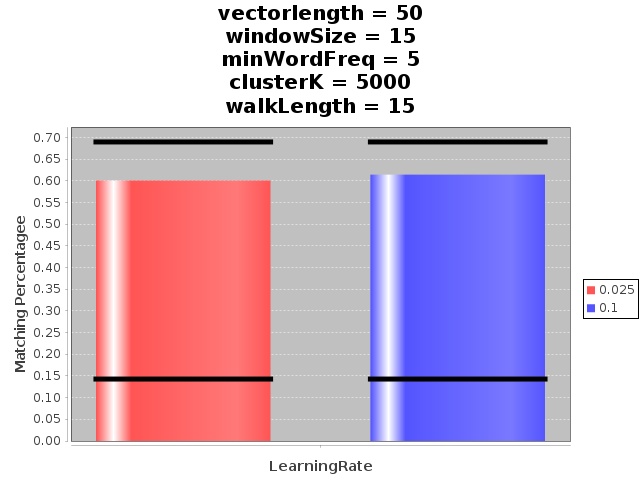 vectorlength = 50
windowSize = 15
minWordFreq = 5
clusterK = 5000
walkLength = 15
Matching Percentagee
0.70
0.65
0.60
0.55
0.50
0.45
0.40
0.35
0.30
0.25
0.20
0.15
0.10
0.05
0.00
LearningRate
0.025
0.1